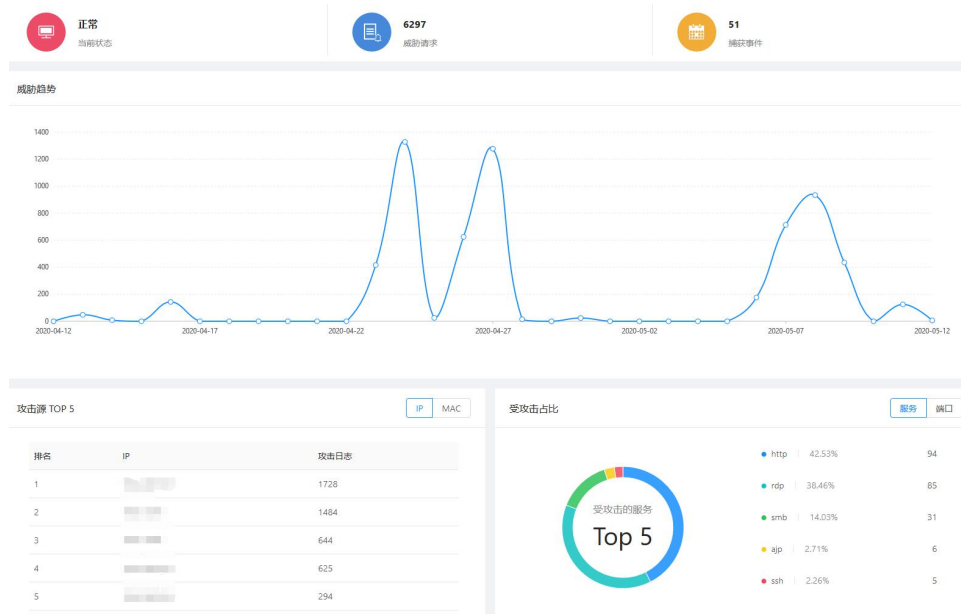 正常
当前状态
6297
威胁请求
51
捕获事件
威胁趋势
1400
1200
1000
800
600
400
200
0
2020-04-12 2020-04-17 2020-04-22 2020-04-27 2020-05-02 2020-05-07 2020-05-12
攻击源 TOP 5 IP MAC
排名 IP 攻击日志
1 1728
2 1484
3 644
4 625
5 294
受攻击占比 服务 端口
受攻击的服务
Top 5
http 42.53% 94
rdp 38.46% 85
smb 14.03% 31
ajp 2.71% 6
ssh 2.26% 5